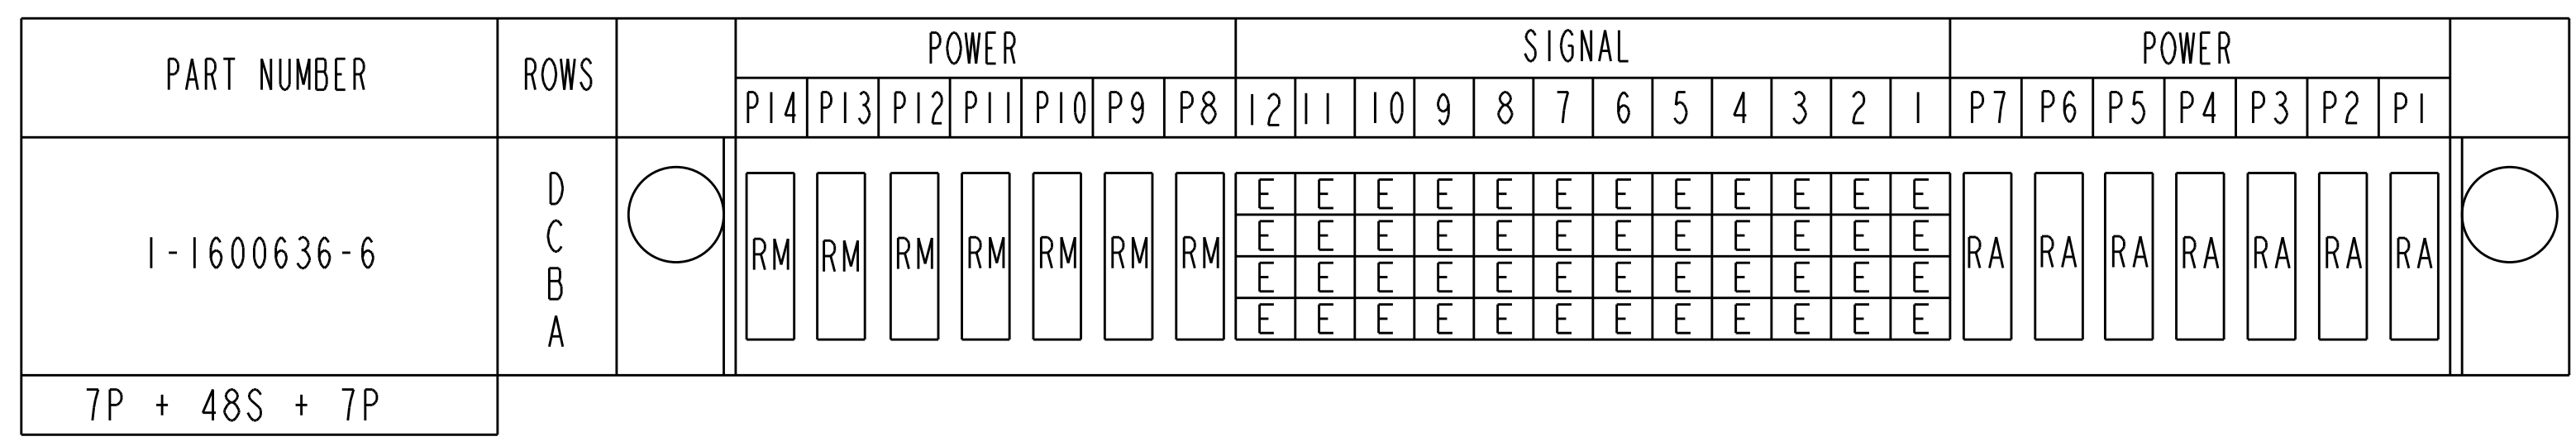 PART NUMBER ROWS POWER SIGNAL POWER
P14 P13 P12 P11 P10 P9 P8 12 11 10 9 8 7 6 5 4 3 2 1 P7 P6 P5 P4 P3 P2 P1
D E E E E E E E E E E E E
C E E E E E E E E E E E E
1-1600636-6 RM RM RM RM RM RM RM RA RA RA RA RA RA RA
B E E E E E E E E E E E E
A E E E E E E E E E E E E
7P + 48S + 7P